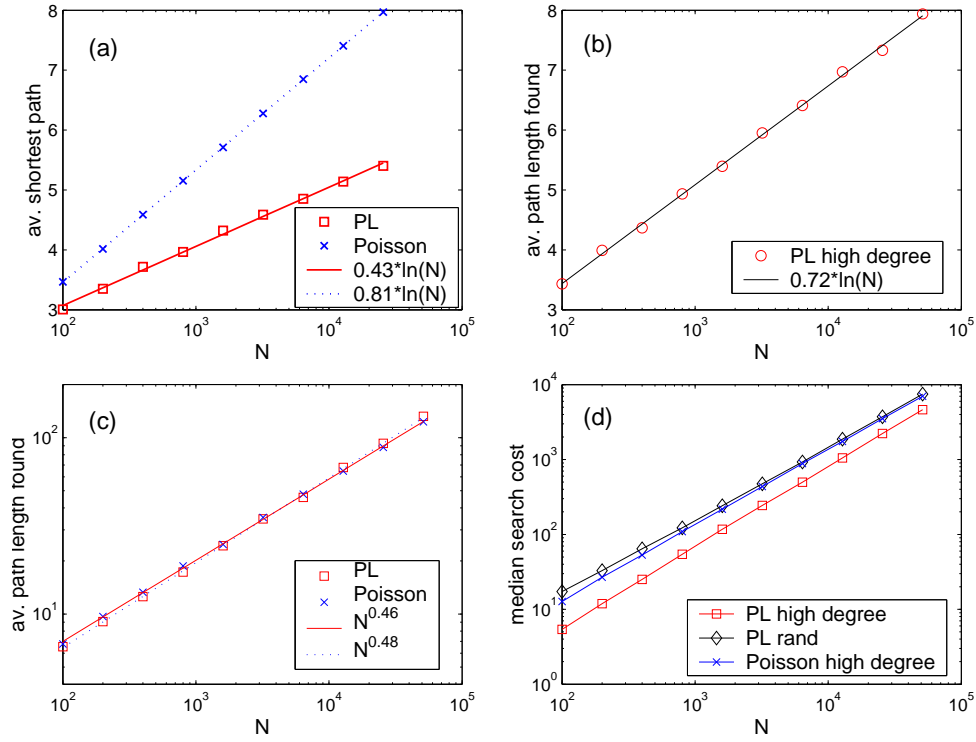 (a)
av. shortest path
8
7
6
5
4
3
PL
Poisson
0.43*ln(N)
0.81*ln(N)
10^2
10^3
10^4
10^5
N
(b)
av. path length found
8
7
6
5
4
3
PL high degree
0.72*ln(N)
10^2
10^3
10^4
10^5
N
(c)
av. path length round
10^2
10^1
PL
Poisson
N^0.46
N^0.48
10^2
10^3
10^4
10^5
N
(d)
median search cost
10^4
10^3
10^2
10^1
10^0
PL high degree
PL rand
Poisson high degree
10^2
10^3
10^4
10^5
N